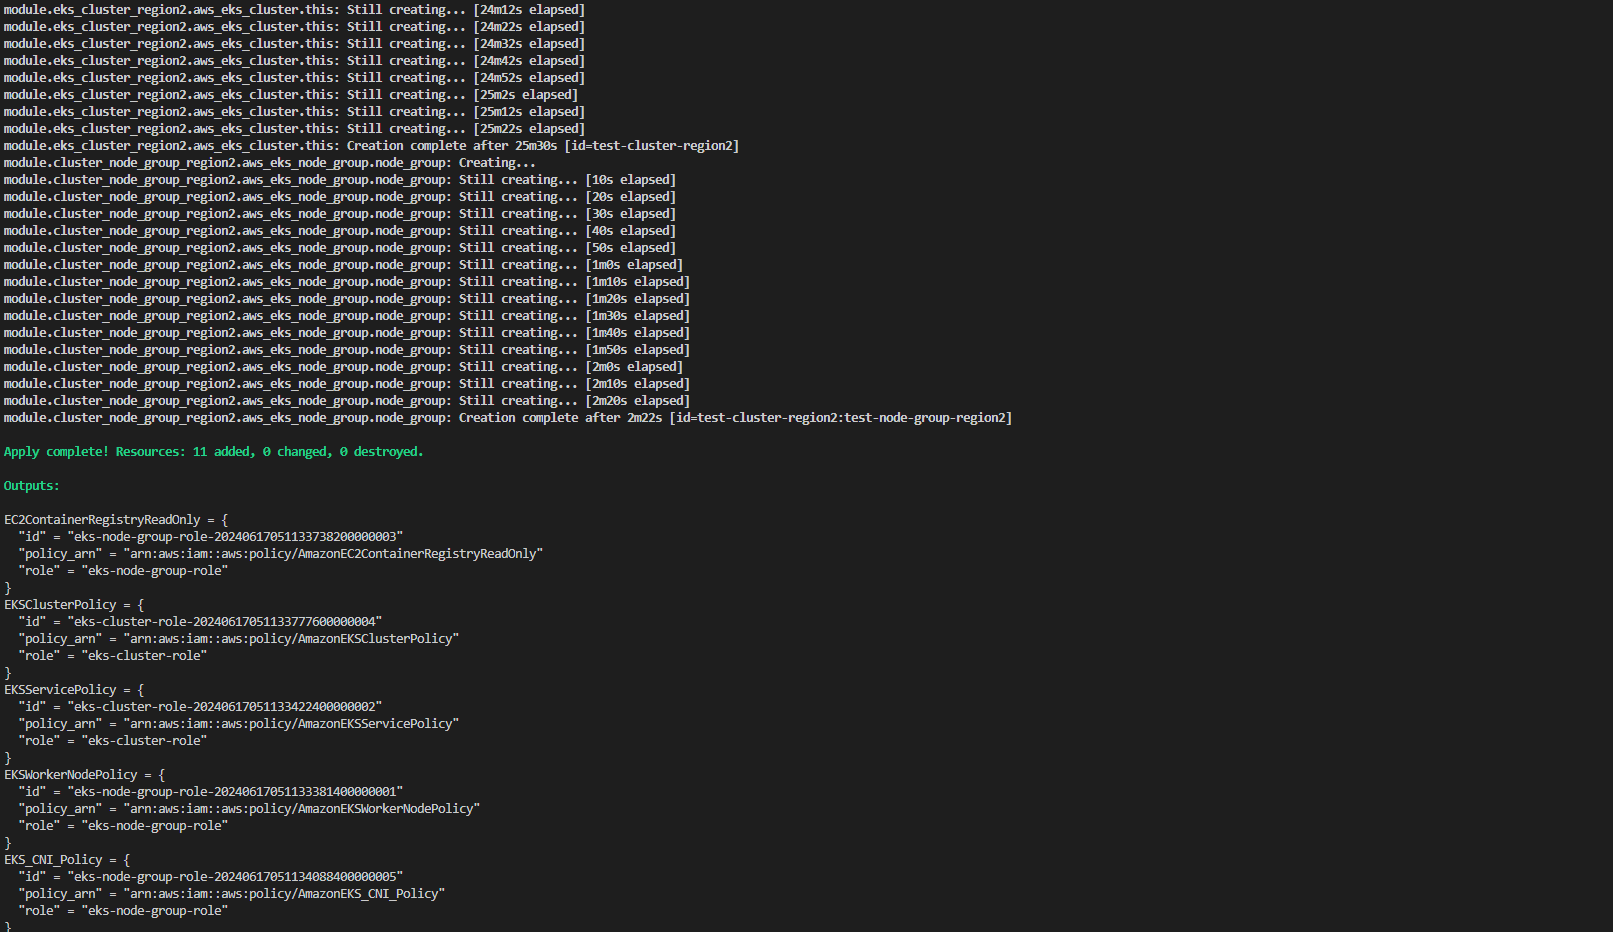 module.eks_cluster_region2.aws_eks_cluster.this: Still creating... [24m12s elapsed]
module.eks_cluster_region2.aws_eks_cluster.this: Still creating... [24m22s elapsed]
module.eks_cluster_region2.aws_eks_cluster.this: Still creating... [24m32s elapsed]
module.eks_cluster_region2.aws_eks_cluster.this: Still creating... [24m42s elapsed]
module.eks_cluster_region2.aws_eks_cluster.this: Still creating... [24m52s elapsed]
module.eks_cluster_region2.aws_eks_cluster.this: Still creating... [25m2s elapsed]
module.eks_cluster_region2.aws_eks_cluster.this: Still creating... [25m12s elapsed]
module.eks_cluster_region2.aws_eks_cluster.this: Still creating... [25m22s elapsed]
module.eks_cluster_region2.aws_eks_cluster.this: Creation complete after 25m30s [id=test-cluster-region2]
module.cluster_node_group_region2.aws_eks_node_group.node_group: Creating...
module.cluster_node_group_region2.aws_eks_node_group.node_group: Still creating... [10s elapsed]
module.cluster_node_group_region2.aws_eks_node_group.node_group: Still creating... [20s elapsed]
module.cluster_node_group_region2.aws_eks_node_group.node_group: Still creating... [30s elapsed]
module.cluster_node_group_region2.aws_eks_node_group.node_group: Still creating... [40s elapsed]
module.cluster_node_group_region2.aws_eks_node_group.node_group: Still creating... [50s elapsed]
module.cluster_node_group_region2.aws_eks_node_group.node_group: Still creating... [1m0s elapsed]
module.cluster_node_group_region2.aws_eks_node_group.node_group: Still creating... [1m10s elapsed]
module.cluster_node_group_region2.aws_eks_node_group.node_group: Still creating... [1m20s elapsed]
module.cluster_node_group_region2.aws_eks_node_group.node_group: Still creating... [1m30s elapsed]
module.cluster_node_group_region2.aws_eks_node_group.node_group: Still creating... [1m40s elapsed]
module.cluster_node_group_region2.aws_eks_node_group.node_group: Still creating... [1m50s elapsed]
module.cluster_node_group_region2.aws_eks_node_group.node_group: Still creating... [2m0s elapsed]
module.cluster_node_group_region2.aws_eks_node_group.node_group: Still creating... [2m10s elapsed]
module.cluster_node_group_region2.aws_eks_node_group.node_group: Still creating... [2m20s elapsed]
module.cluster_node_group_region2.aws_eks_node_group.node_group: Creation complete after 2m22s [id=test-cluster-region2:test-node-group-region2]
Apply complete! Resources: 11 added, 0 changed, 0 destroyed.
Outputs:
EC2ContainerRegistryReadOnly = {
  "id" = "eks-node-group-role-20240617051133738200000003"
  "policy_arn" = "arn:aws:iam::aws:policy/AmazonEC2ContainerRegistryReadOnly"
  "role" = "eks-node-group-role"
}
EKSClusterPolicy = {
  "id" = "eks-cluster-role-20240617051133777600000004"
  "policy_arn" = "arn:aws:iam::aws:policy/AmazonEKSClusterPolicy"
  "role" = "eks-cluster-role"
}
EKSServicePolicy = {
  "id" = "eks-cluster-role-20240617051133422400000002"
  "policy_arn" = "arn:aws:iam::aws:policy/AmazonEKSServicePolicy"
  "role" = "eks-cluster-role"
}
EKSWorkerNodePolicy = {
  "id" = "eks-node-group-role-20240617051133381400000001"
  "policy_arn" = "arn:aws:iam::aws:policy/AmazonEKSWorkerNodePolicy"
  "role" = "eks-node-group-role"
}
EKS_CNI_Policy = {
  "id" = "eks-node-group-role-20240617051134088400000005"
  "policy_arn" = "arn:aws:iam::aws:policy/AmazonEKS_CNI_Policy"
  "role" = "eks-node-group-role"
}